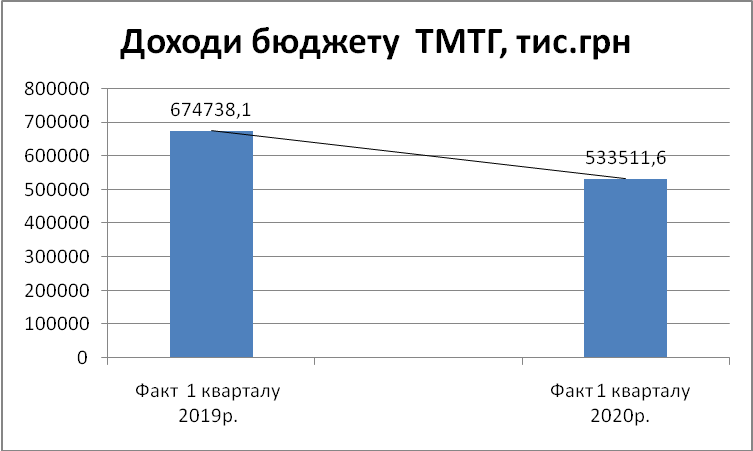 Доходи бюджету  ТМТГ, тис.грн
800000
700000
600000
500000
400000
300000
200000
100000
0
674738,1
533511,6
Факт  1 кварталу
2019р.
Факт 1 кварталу
2020р.